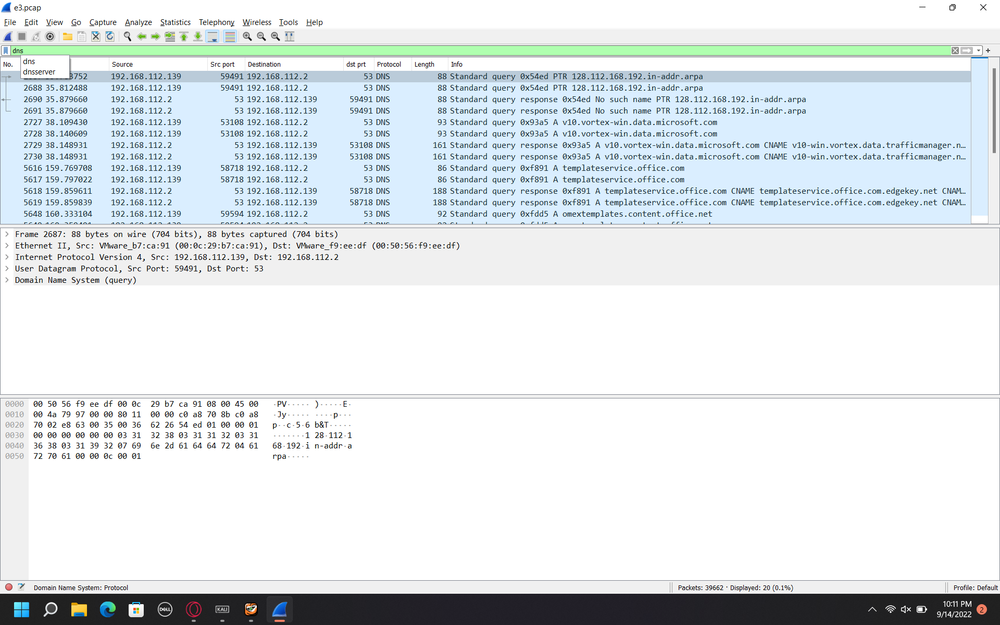 e3.pcap
File Edit View Go Capture Analyze Statistics Telephony Wireless Tools Help
dns
dns
dnsserver
No. Source Src port Destination dst prt Protocol Length Info
3752 192.168.112.139 59491 192.168.112.2 53 DNS 88 Standard query 0x54ed PTR 128.112.168.192.in-addr.arpa
2688 35.812488 192.168.112.139 59491 192.168.112.2 53 DNS 88 Standard query 0x54ed PTR 128.112.168.192.in-addr.arpa
2690 35.879660 192.168.112.2 53 192.168.112.139 59491 DNS 88 Standard query response 0x54ed No such name PTR 128.112.168.192.in-addr.arpa
2691 35.879660 192.168.112.2 53 192.168.112.139 59491 DNS 88 Standard query response 0x54ed No such name PTR 128.112.168.192.in-addr.arpa
2727 38.109430 192.168.112.139 53108 192.168.112.2 53 DNS 93 Standard query 0x93a5 A v10.vortex-win.data.microsoft.com
2728 38.140609 192.168.112.139 53108 192.168.112.2 53 DNS 93 Standard query 0x93a5 A v10.vortex-win.data.microsoft.com
2729 38.148931 192.168.112.2 53 192.168.112.139 53108 DNS 161 Standard query response 0x93a5 A v10.vortex-win.data.microsoft.com CNAME v10-win.vortex.data.trafficmanager.n…
2730 38.148931 192.168.112.2 53 192.168.112.139 53108 DNS 161 Standard query response 0x93a5 A v10.vortex-win.data.microsoft.com CNAME v10-win.vortex.data.trafficmanager.n…
5616 159.769708 192.168.112.139 58718 192.168.112.2 53 DNS 86 Standard query 0xf891 A templateservice.office.com
5617 159.797022 192.168.112.139 58718 192.168.112.2 53 DNS 86 Standard query 0xf891 A templateservice.office.com
5618 159.859611 192.168.112.2 53 192.168.112.139 58718 DNS 188 Standard query response 0xf891 A templateservice.office.com CNAME templateservice.office.com.edgekey.net CNAM…
5619 159.859839 192.168.112.2 53 192.168.112.139 58718 DNS 188 Standard query response 0xf891 A templateservice.office.com CNAME templateservice.office.com.edgekey.net CNAM…
5648 160.333104 192.168.112.139 59594 192.168.112.2 53 DNS 92 Standard query 0xfdd5 A omextemplates.content.office.net
Frame 2687: 88 bytes on wire (704 bits), 88 bytes captured (704 bits)
Ethernet II, Src: VMware_b7:ca:91 (00:0c:29:b7:ca:91), Dst: VMware_f9:ee:df (00:50:56:f9:ee:df)
Internet Protocol Version 4, Src: 192.168.112.139, Dst: 192.168.112.2
User Datagram Protocol, Src Port: 59491, Dst Port: 53
Domain Name System (query)
0000 00 50 56 f9 ee df 00 0c 29 b7 ca 91 08 00 45 00 ·PV····· )·····E·
0010 00 4a 79 97 00 00 80 11 00 00 c0 a8 70 8b c0 a8 ·Jy····· ····p···
0020 70 02 e8 63 00 35 00 36 62 26 54 ed 01 00 00 01 p··c·5·6 b&T·····
0030 00 00 00 00 00 00 03 31 32 38 03 31 31 32 03 31 ·······1 28·112·1
0040 36 38 03 31 39 32 07 69 6e 2d 61 64 64 72 04 61 68·192·i n-addr·a
0050 72 70 61 00 00 0c 00 01 rpa·····
Domain Name System: Protocol Packets: 39662 · Displayed: 20 (0.1%) Profile: Default
DELL
KALI
10:11 PM
9/14/2022
2